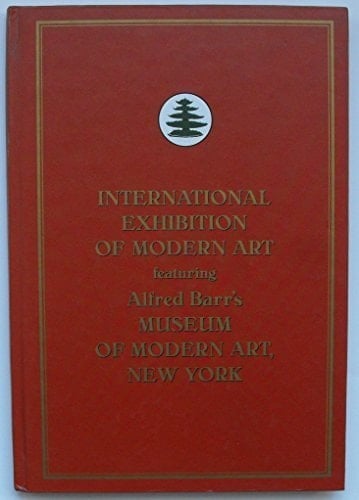 INTERNATIONAL
EXHIBITION
OF MODERN ART
featuring
Alfred Barr's
MUSEUM
OF MODERN ART,
NEW YORK